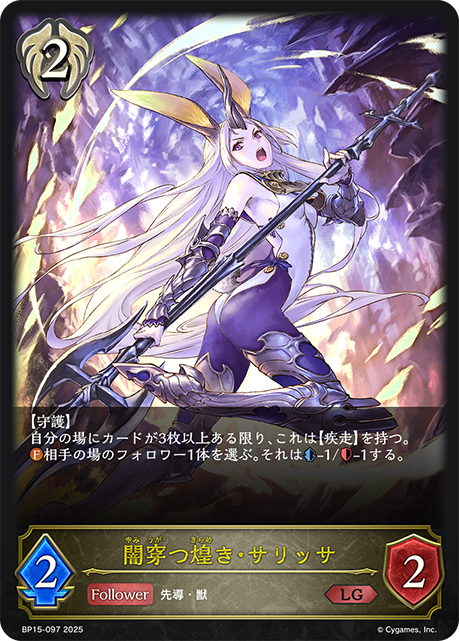 2
【守護】
自分の場にカードが3枚以上ある限り、これは【疾走】を持つ。
F相手の場のフォロワー1体を選ぶ。それは-1/-1する。
やみ うが きらめ
闇穿つ煌き・サリッサ
2
Follower 先導・獣
LG
2
BP15-097 2025
© Cygames, Inc.